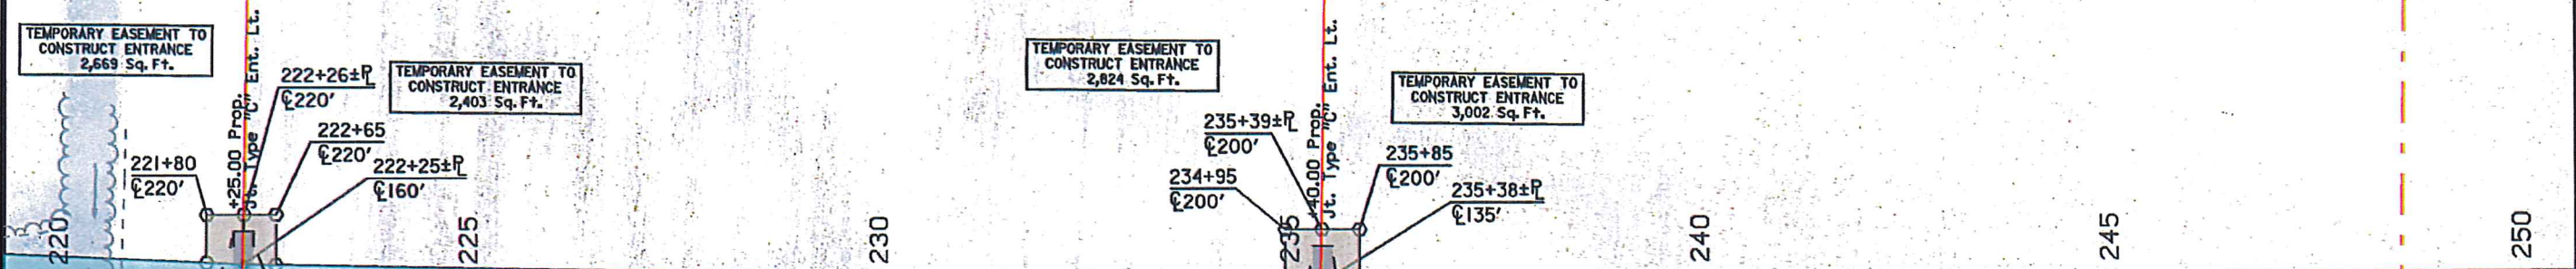 TEMPORARY EASEMENT TO
CONSTRUCT ENTRANCE
2,669 Sq. Ft.
+25.00 Prop.
Jt. Type "C" Ent. Lt.
222+26±℄
℄220'
TEMPORARY EASEMENT TO
CONSTRUCT ENTRANCE
2,403 Sq. Ft.
222+65
℄220'
221+80
℄220'
222+25±℄
℄160'
TEMPORARY EASEMENT TO
CONSTRUCT ENTRANCE
2,824 Sq. Ft.
+40.00 Prop.
Jt. Type "C" Ent. Lt.
TEMPORARY EASEMENT TO
CONSTRUCT ENTRANCE
3,002 Sq. Ft.
235+39±℄
℄200'
234+95
℄200'
235+85
℄200'
235+38±℄
℄135'
220
225
230
235
240
245
250